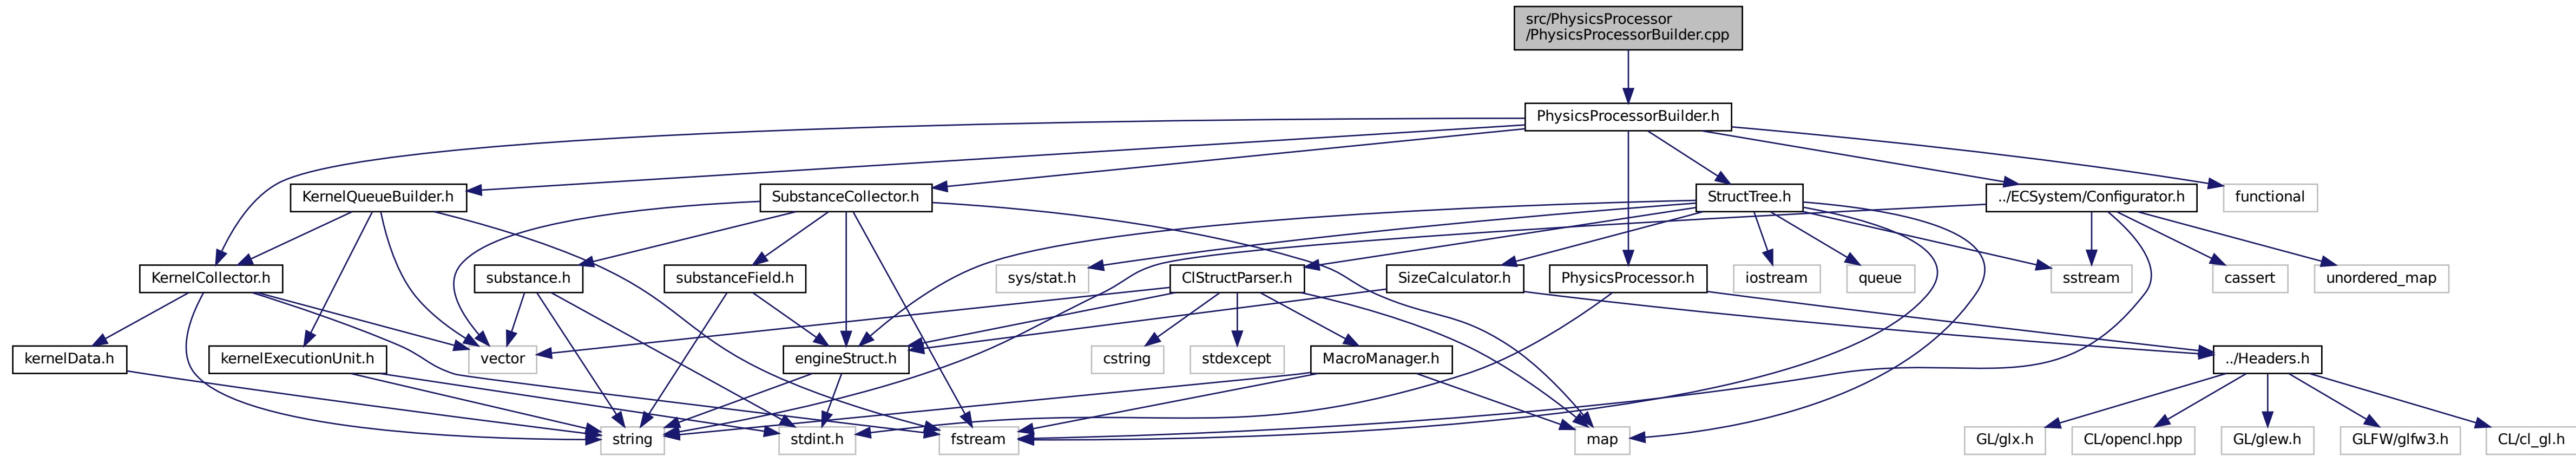 src/PhysicsProcessor
/PhysicsProcessorBuilder.cpp
PhysicsProcessorBuilder.h
KernelQueueBuilder.h
SubstanceCollector.h
StructTree.h
../ECSystem/Configurator.h
functional
KernelCollector.h
substance.h
substanceField.h
sys/stat.h
ClStructParser.h
SizeCalculator.h
PhysicsProcessor.h
iostream
queue
sstream
cassert
unordered_map
kernelData.h
kernelExecutionUnit.h
vector
engineStruct.h
cstring
stdexcept
MacroManager.h
../Headers.h
string
stdint.h
fstream
map
GL/glx.h
CL/opencl.hpp
GL/glew.h
GLFW/glfw3.h
CL/cl_gl.h